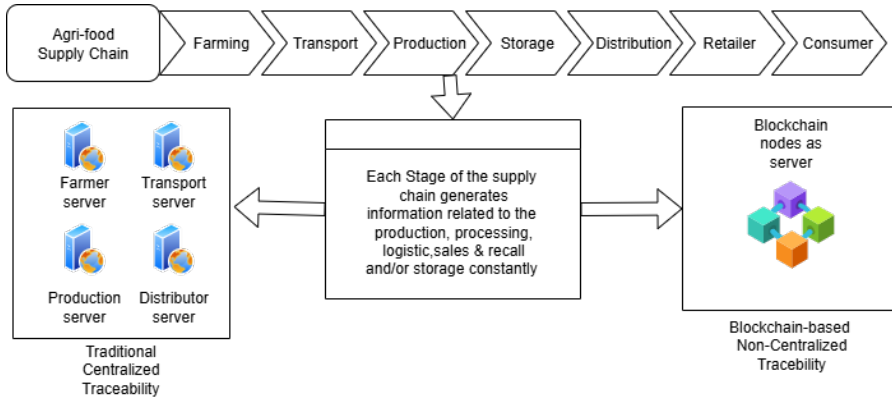 Agri-food
Supply Chain
Farming
Transport
Production
Storage
Distribution
Retailer
Consumer
Farmer
server
Transport
server
Production
server
Distributor
server
Traditional
Centralized
Traceability
Each Stage of the supply
chain generates
information related to the
production, processing,
logistic,sales & recall
and/or storage constantly
Blockchain
nodes as
server
Blockchain-based
Non-Centralized
Tracebility